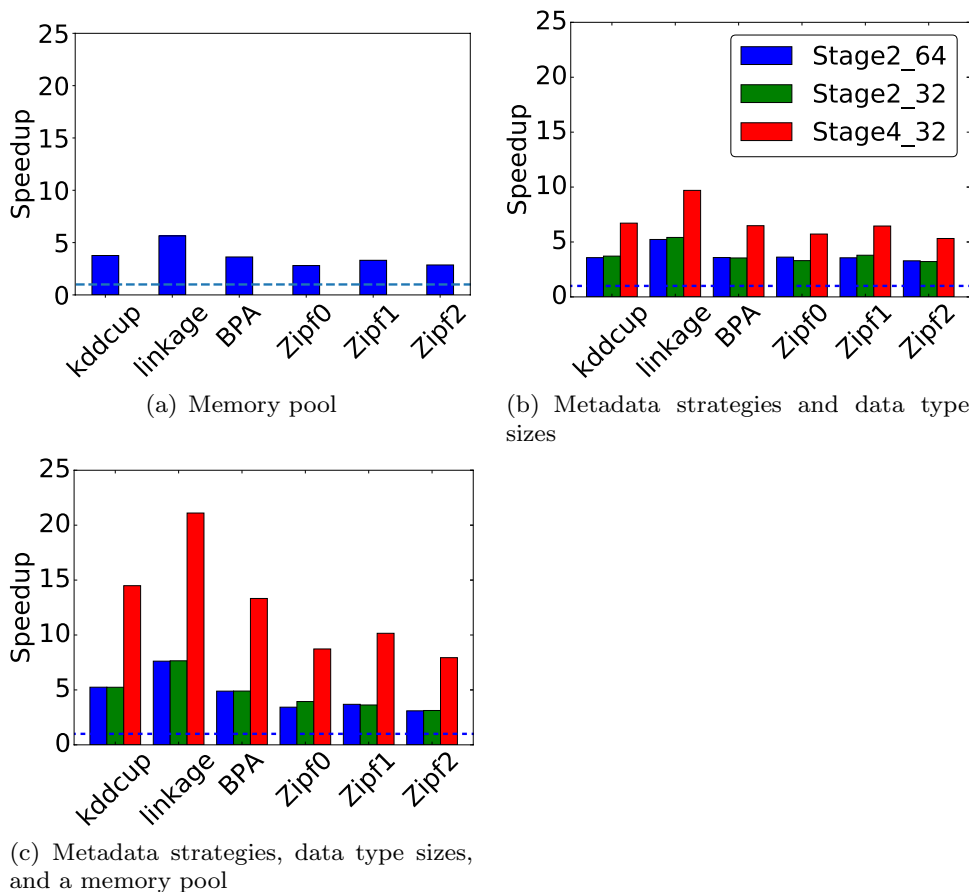 25
20
15
10
5
0
Speedup
kddcup
linkage
BPA
Zipf0
Zipf1
Zipf2
(a) Memory pool
25
20
15
10
5
0
Speedup
Stage2_64
Stage2_32
Stage4_32
kddcup
linkage
BPA
Zipf0
Zipf1
Zipf2
(b) Metadata strategies and data type
sizes
25
20
15
10
5
0
Speedup
kddcup
linkage
BPA
Zipf0
Zipf1
Zipf2
(c) Metadata strategies, data type sizes,
and a memory pool